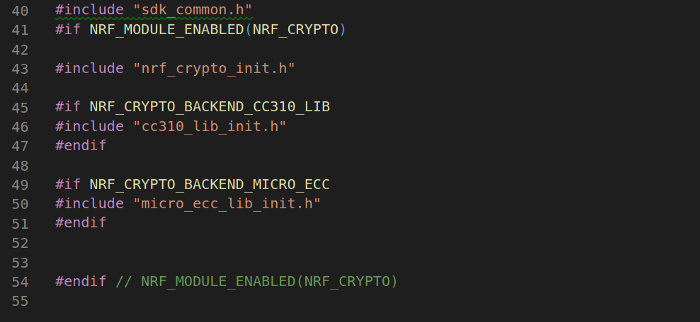 40 #include "sdk_common.h"
41 #if NRF_MODULE_ENABLED(NRF_CRYPTO)
42
43 #include "nrf_crypto_init.h"
44
45 #if NRF_CRYPTO_BACKEND_CC310_LIB
46 #include "cc310_lib_init.h"
47 #endif
48
49 #if NRF_CRYPTO_BACKEND_MICRO_ECC
50 #include "micro_ecc_lib_init.h"
51 #endif
52
53
54 #endif // NRF_MODULE_ENABLED(NRF_CRYPTO)
55